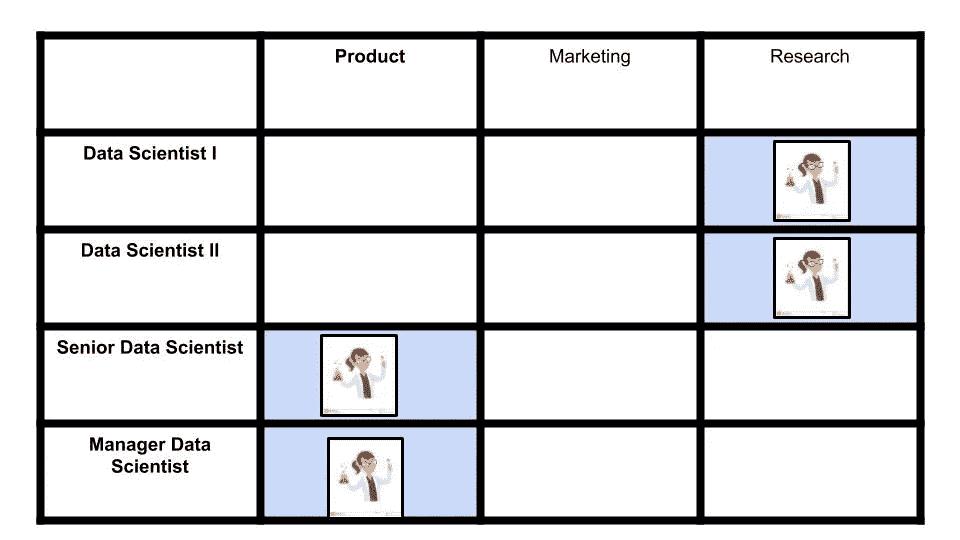 Product
Marketing
Research
Data Scientist I
Data Scientist II
Senior Data Scientist
Manager Data
Scientist